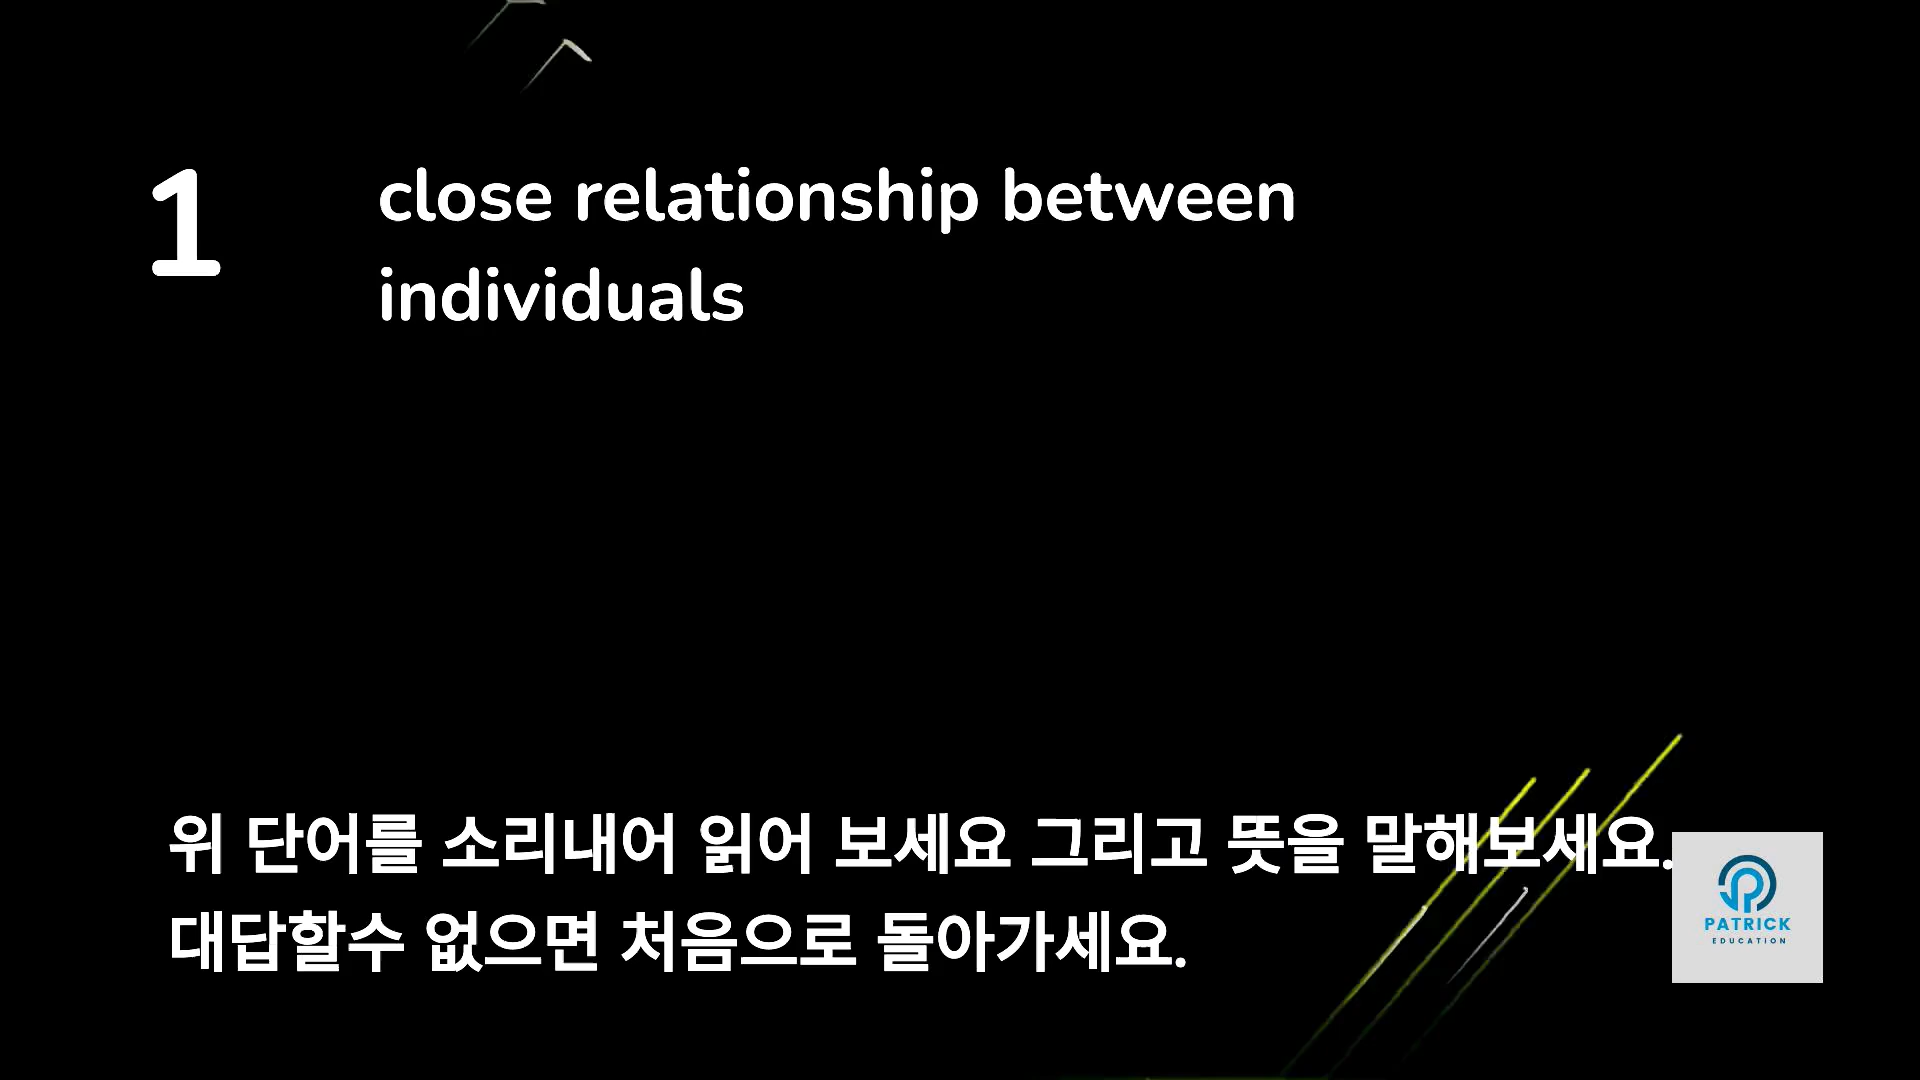 1
close relationship between
individuals
위 단어를 소리내어 읽어 보세요 그리고 뜻을 말해보세요.
대답할수 없으면 처음으로 돌아가세요.
PATRICK
EDUCATION